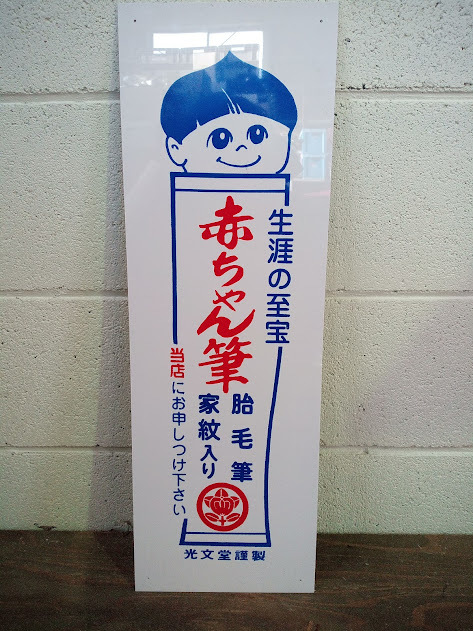 生涯の至宝
赤ちゃん筆
胎毛筆
家紋入り
当店にお申しつけ下さい
光文堂謹製